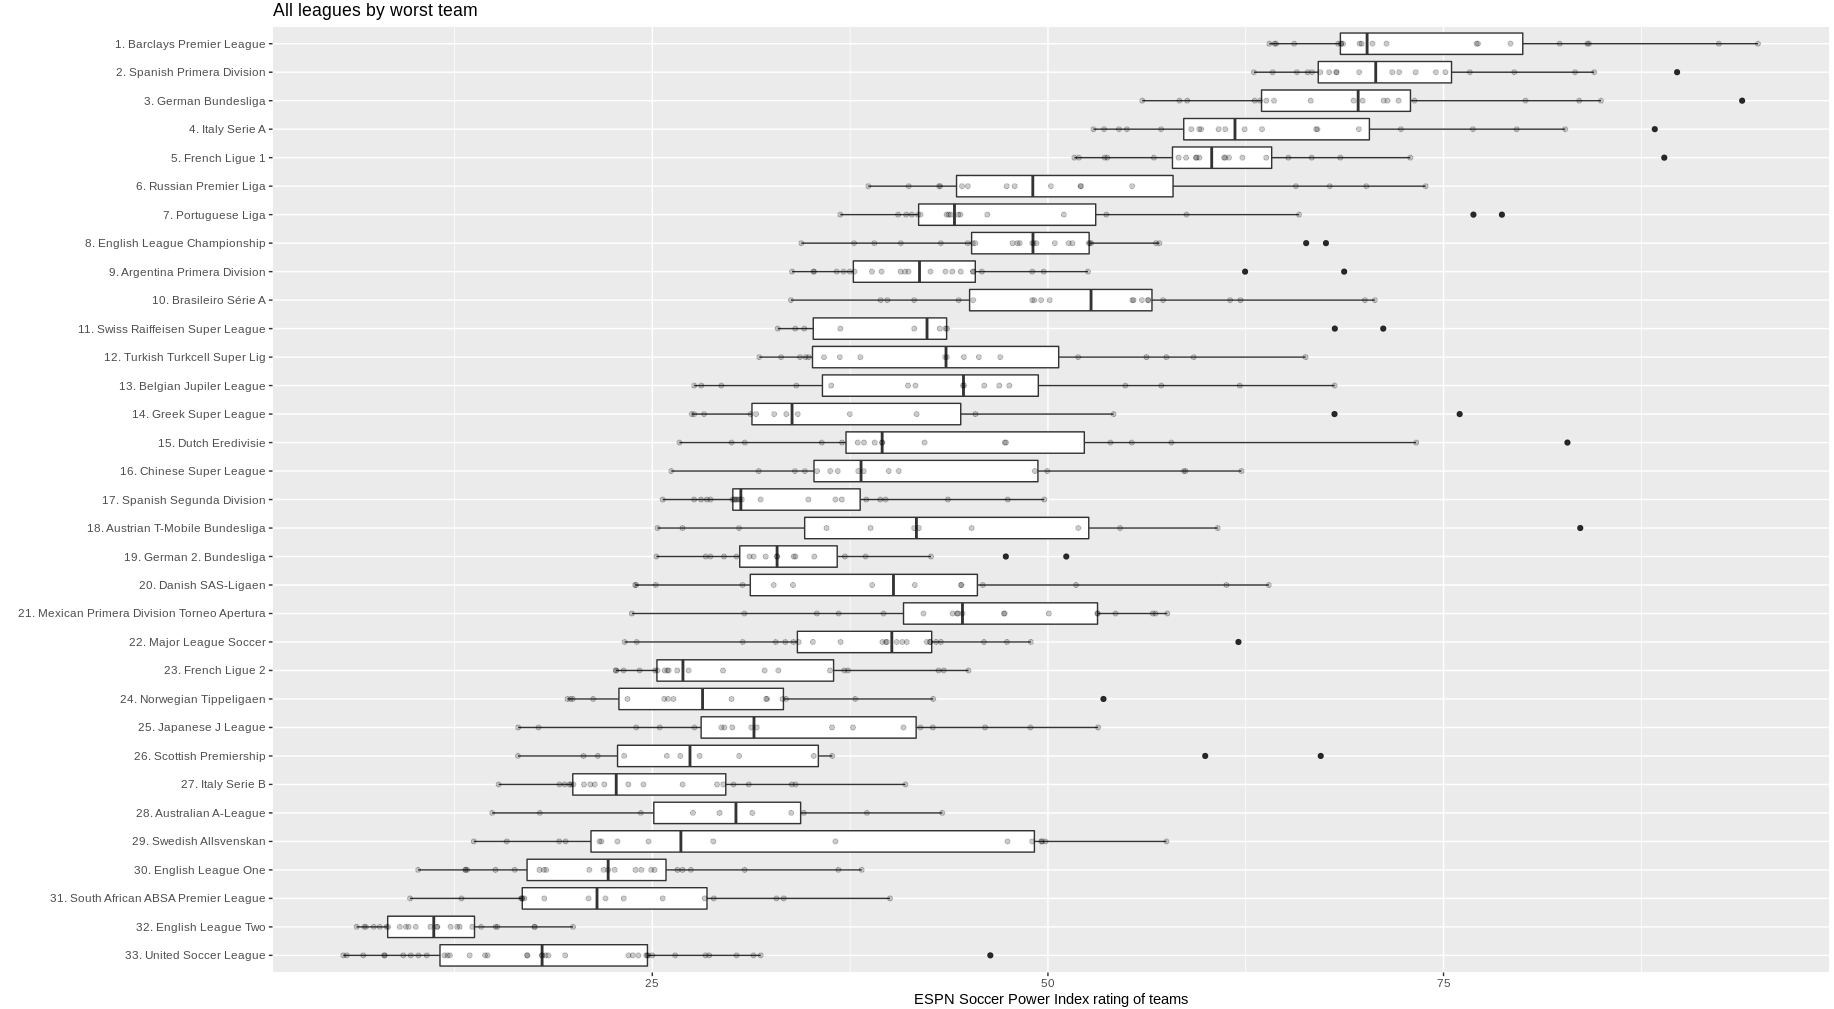 All leagues by worst team
1. Barclays Premier League
2. Spanish Primera Division
3. German Bundesliga
4. Italy Serie A
5. French Ligue 1
6. Russian Premier Liga
7. Portuguese Liga
8. English League Championship
9. Argentina Primera Division
10. Brasileiro Série A
11. Swiss Raiffeisen Super League
12. Turkish Turkcell Super Lig
13. Belgian Jupiler League
14. Greek Super League
15. Dutch Eredivisie
16. Chinese Super League
17. Spanish Segunda Division
18. Austrian T-Mobile Bundesliga
19. German 2. Bundesliga
20. Danish SAS-Ligaen
21. Mexican Primera Division Torneo Apertura
22. Major League Soccer
23. French Ligue 2
24. Norwegian Tippeligaen
25. Japanese J League
26. Scottish Premiership
27. Italy Serie B
28. Australian A-League
29. Swedish Allsvenskan
30. English League One
31. South African ABSA Premier League
32. English League Two
33. United Soccer League
25 50 75
ESPN Soccer Power Index rating of teams